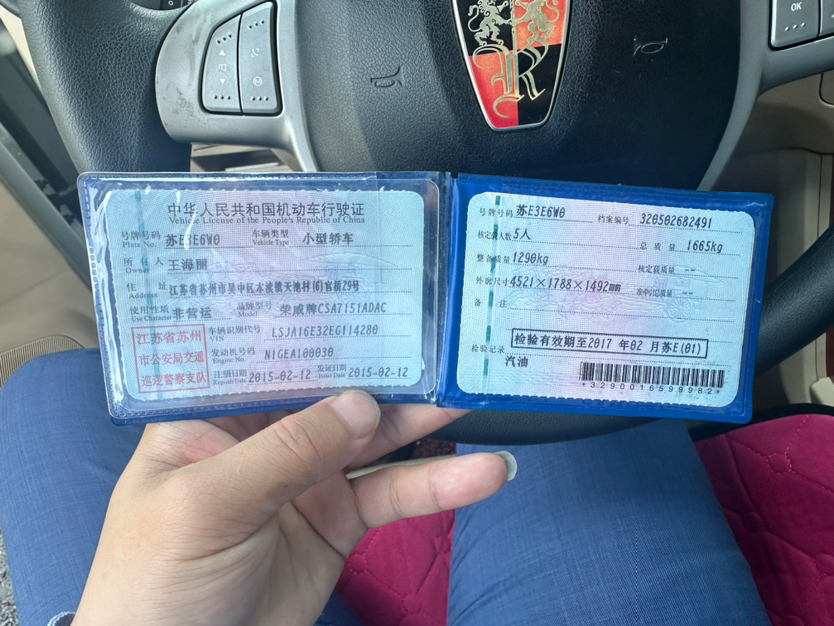 OK
中华人民共和国机动车行驶证
Vehicle License of the People's Republic of China
号牌号码 苏E3E6W0 车辆类型 小型轿车
Plate No. Vehicle Type
所有人 王海丽
Owner
住址 江苏省苏州市吴中区木渎镇天池村(6)官桥29号
Address
使用性质 非营运 品牌型号 荣威牌CSA7151ADAC
Use Character Model
江苏省苏州
市公安局交通
巡逻警察支队
车辆识别代号 LSJA16E32EG114280
VIN
发动机号码 N1GEA100030
Engine No.
注册日期 2015-02-12 发证日期 2015-02-12
Register Date Issue Date
号牌号码 苏E3E6W0 档案编号 320502682491
核定载人数 5人 总质量 1665kg
整备质量 1290kg 核定载质量 --
外廓尺寸 4521×1788×1492mm 准牵引总质量 --
备注
检验有效期至2017 年02 月苏E(01)
检验记录
汽油
*3290016599982*